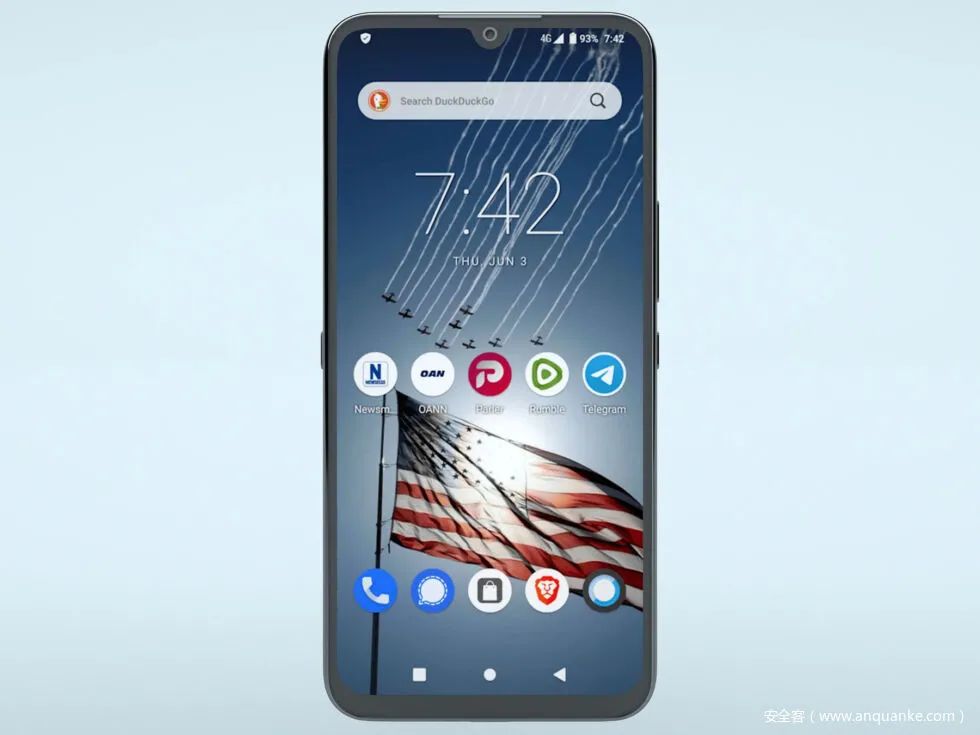 4G 93% 7:42
Search DuckDuckGo
7:42
THU, JUN 3
N
NEWSMAX
OAN
Newsm... OANN Parler Rumble Telegram
安全客（www.anquanke.com）